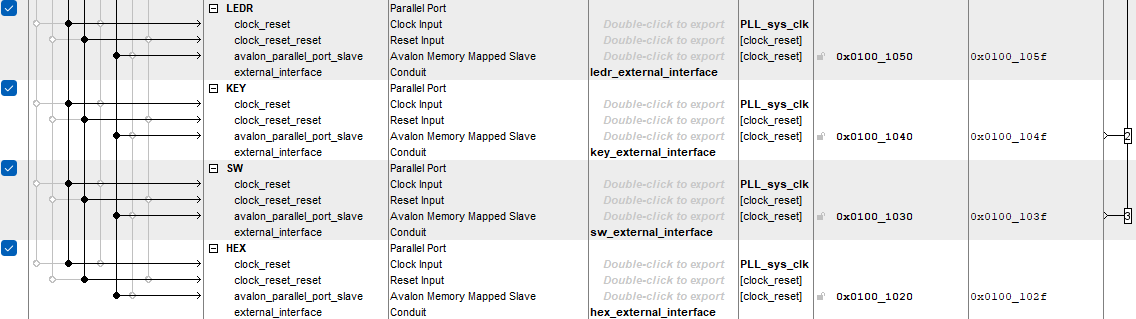 LEDR Parallel Port
clock_reset Clock Input Double-click to export PLL_sys_clk
clock_reset_reset Reset Input Double-click to export [clock_reset]
avalon_parallel_port_slave Avalon Memory Mapped Slave Double-click to export [clock_reset] 0x0100_1050 0x0100_105f
external_interface Conduit ledr_external_interface
KEY Parallel Port
clock_reset Clock Input Double-click to export PLL_sys_clk
clock_reset_reset Reset Input Double-click to export [clock_reset]
avalon_parallel_port_slave Avalon Memory Mapped Slave Double-click to export [clock_reset] 0x0100_1040 0x0100_104f 2
external_interface Conduit key_external_interface
SW Parallel Port
clock_reset Clock Input Double-click to export PLL_sys_clk
clock_reset_reset Reset Input Double-click to export [clock_reset]
avalon_parallel_port_slave Avalon Memory Mapped Slave Double-click to export [clock_reset] 0x0100_1030 0x0100_103f 3
external_interface Conduit sw_external_interface
HEX Parallel Port
clock_reset Clock Input Double-click to export PLL_sys_clk
clock_reset_reset Reset Input Double-click to export [clock_reset]
avalon_parallel_port_slave Avalon Memory Mapped Slave Double-click to export [clock_reset] 0x0100_1020 0x0100_102f
external_interface Conduit hex_external_interface